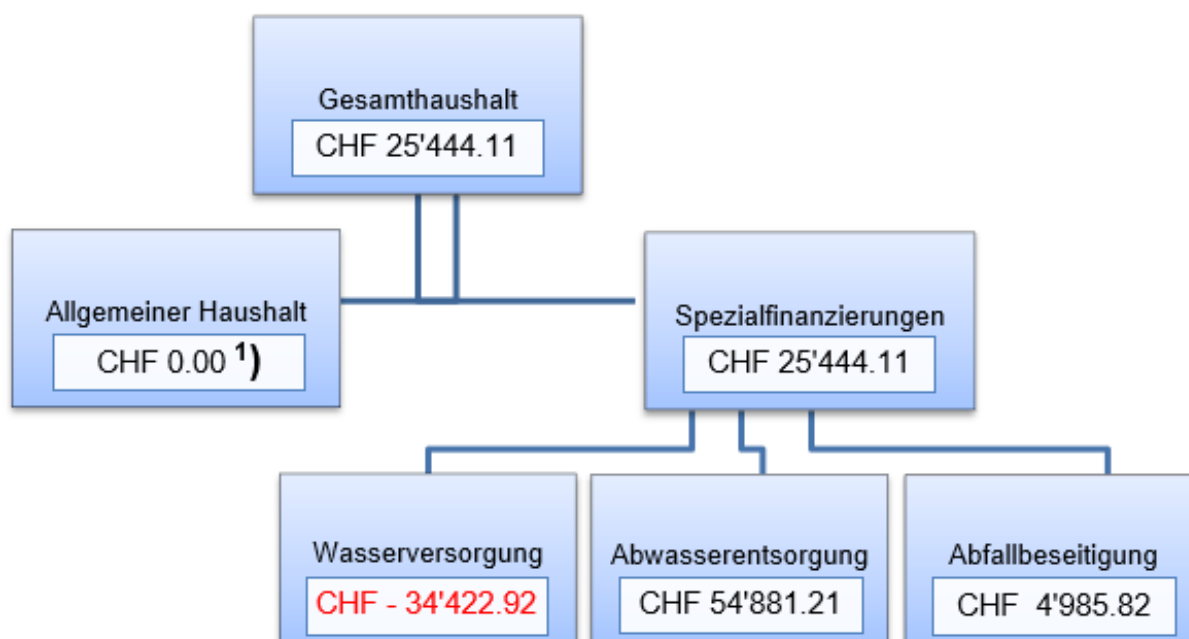 Gesamthaushalt
CHF 25'444.11
Allgemeiner Haushalt
CHF 0.00 ¹)
Spezialfinanzierungen
CHF 25'444.11
Wasserversorgung
CHF - 34'422.92
Abwasserentsorgung
CHF 54'881.21
Abfallbeseitigung
CHF 4'985.82